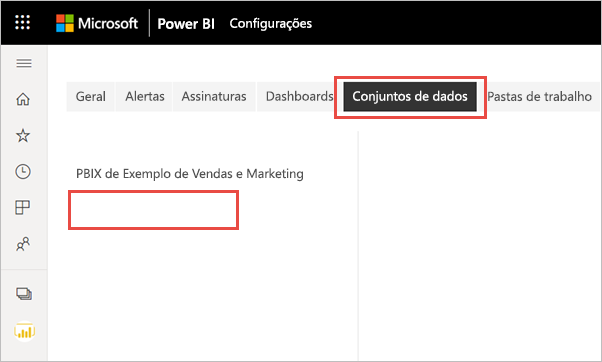 Microsoft Power BI Configurações
Geral Alertas Assinaturas Dashboards Conjuntos de dados Pastas de trabalho
PBIX de Exemplo de Vendas e Marketing